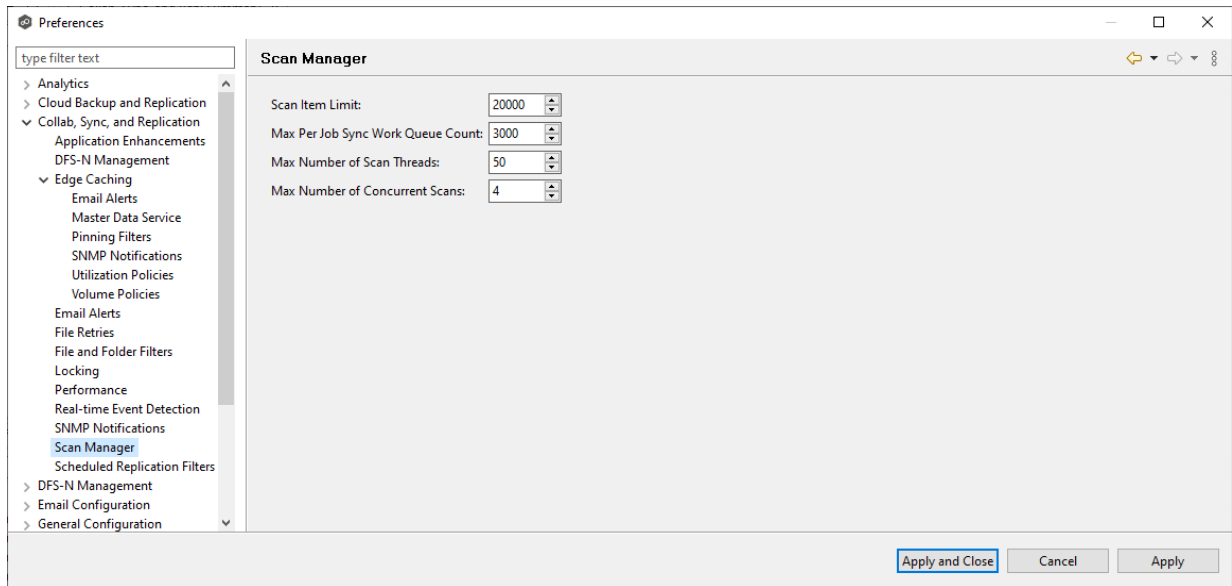 Preferences
type filter text
Analytics
Cloud Backup and Replication
Collab, Sync, and Replication
Application Enhancements
DFS-N Management
Edge Caching
Email Alerts
Master Data Service
Pinning Filters
SNMP Notifications
Utilization Policies
Volume Policies
Email Alerts
File Retries
File and Folder Filters
Locking
Performance
Real-time Event Detection
SNMP Notifications
Scan Manager
Scheduled Replication Filters
DFS-N Management
Email Configuration
General Configuration
Scan Manager
Scan Item Limit: 20000
Max Per Job Sync Work Queue Count: 3000
Max Number of Scan Threads: 50
Max Number of Concurrent Scans: 4
Apply and Close Cancel Apply